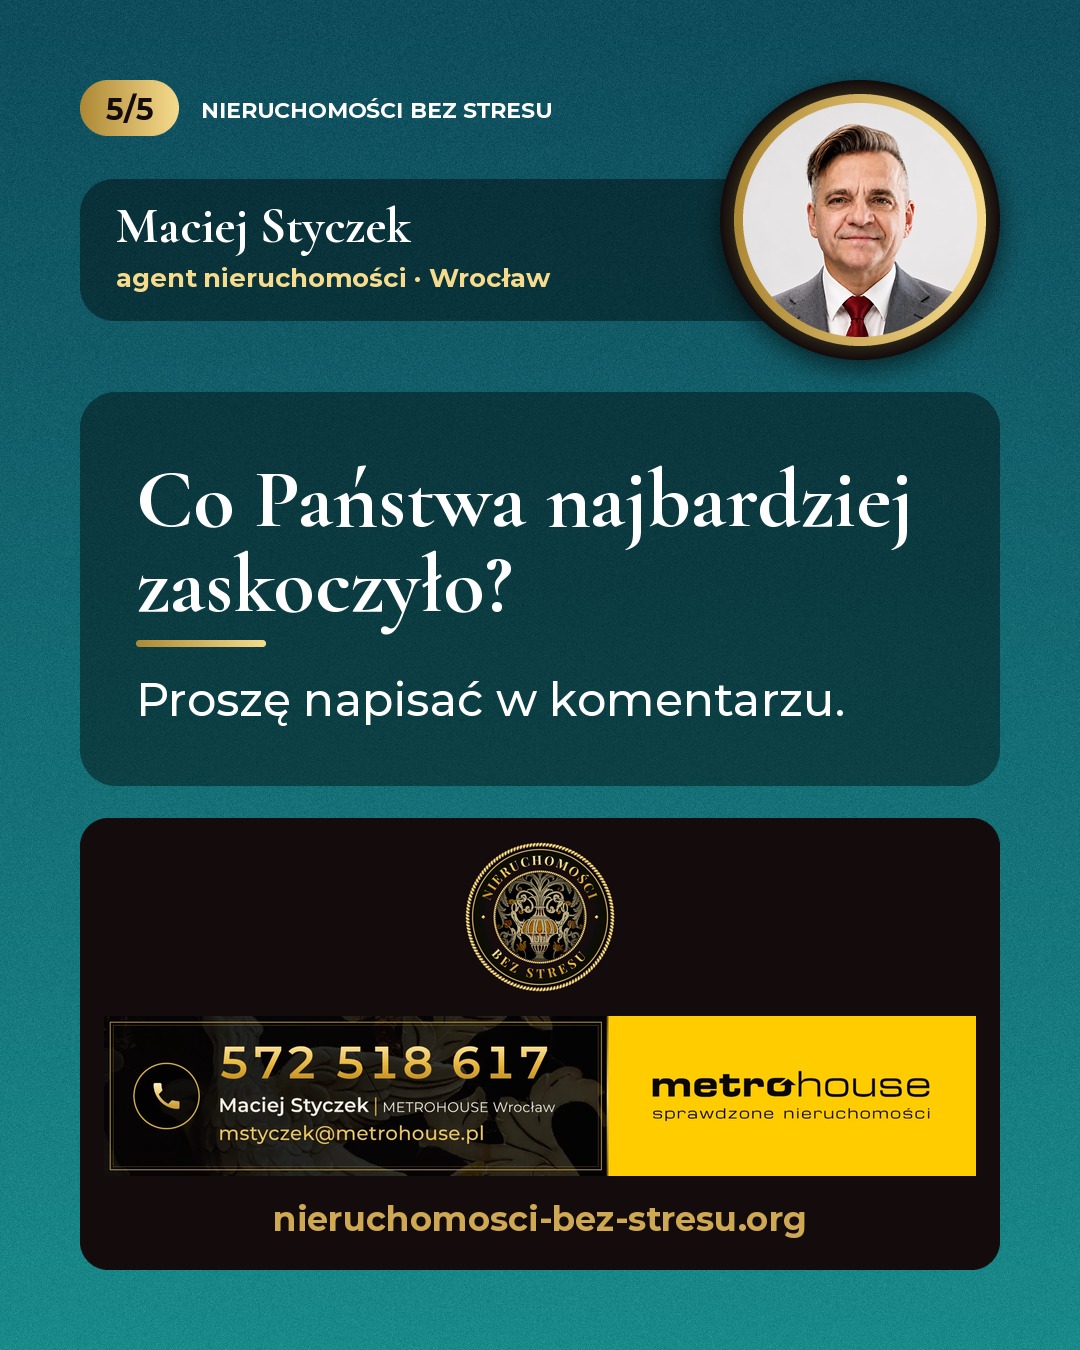 5/5 NIERUCHOMOŚCI BEZ STRESU
Maciej Styczek
agent nieruchomości · Wrocław
Co Państwa najbardziej
zaskoczyło?
Proszę napisać w komentarzu.
NIERUCHOMOŚCI
BEZ STRESU
572 518 617
Maciej Styczek | METROHOUSE Wrocław
mstyczek@metrohouse.pl
metrohouse
sprawdzone nieruchomości
nieruchomosci-bez-stresu.org